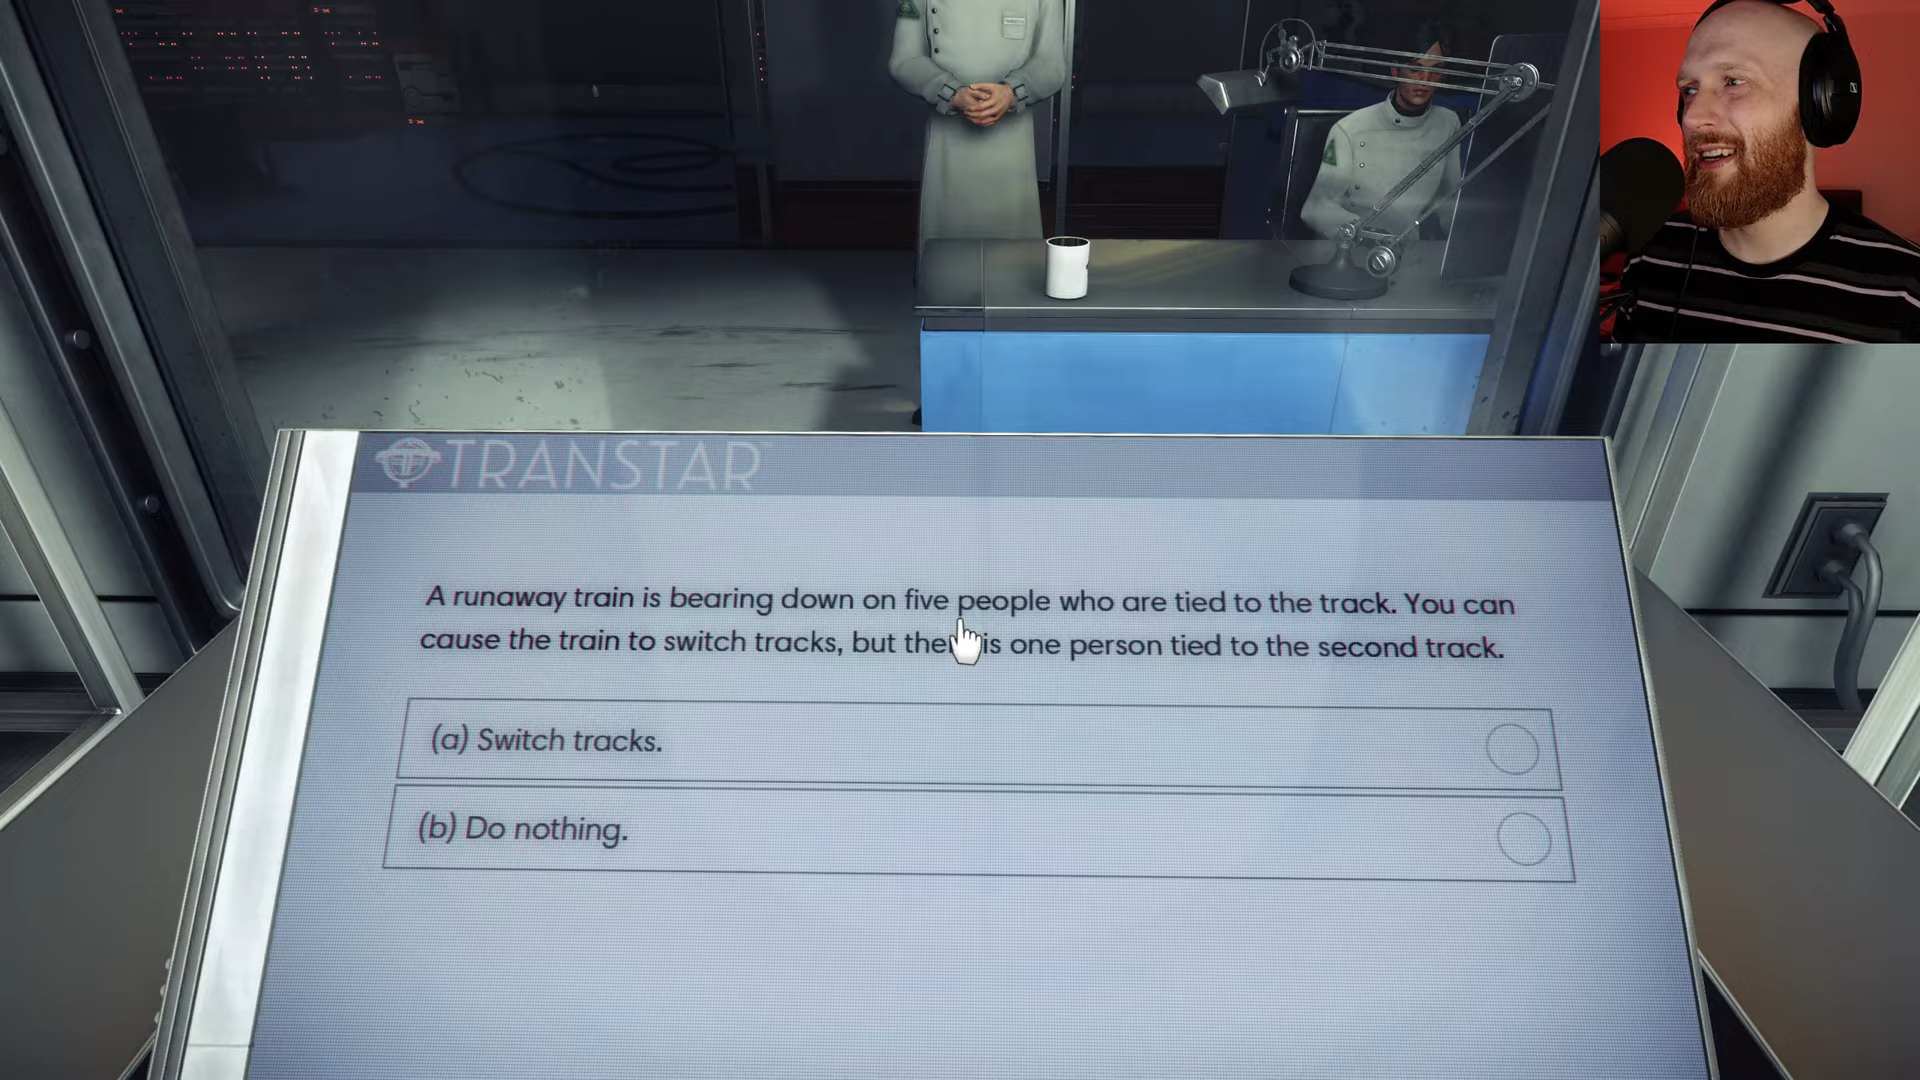 TRANSTAR
A runaway train is bearing down on five people who are tied to the track. You can
cause the train to switch tracks, but is one person tied to the second track.
(a) Switch tracks.
(b) Do nothing.